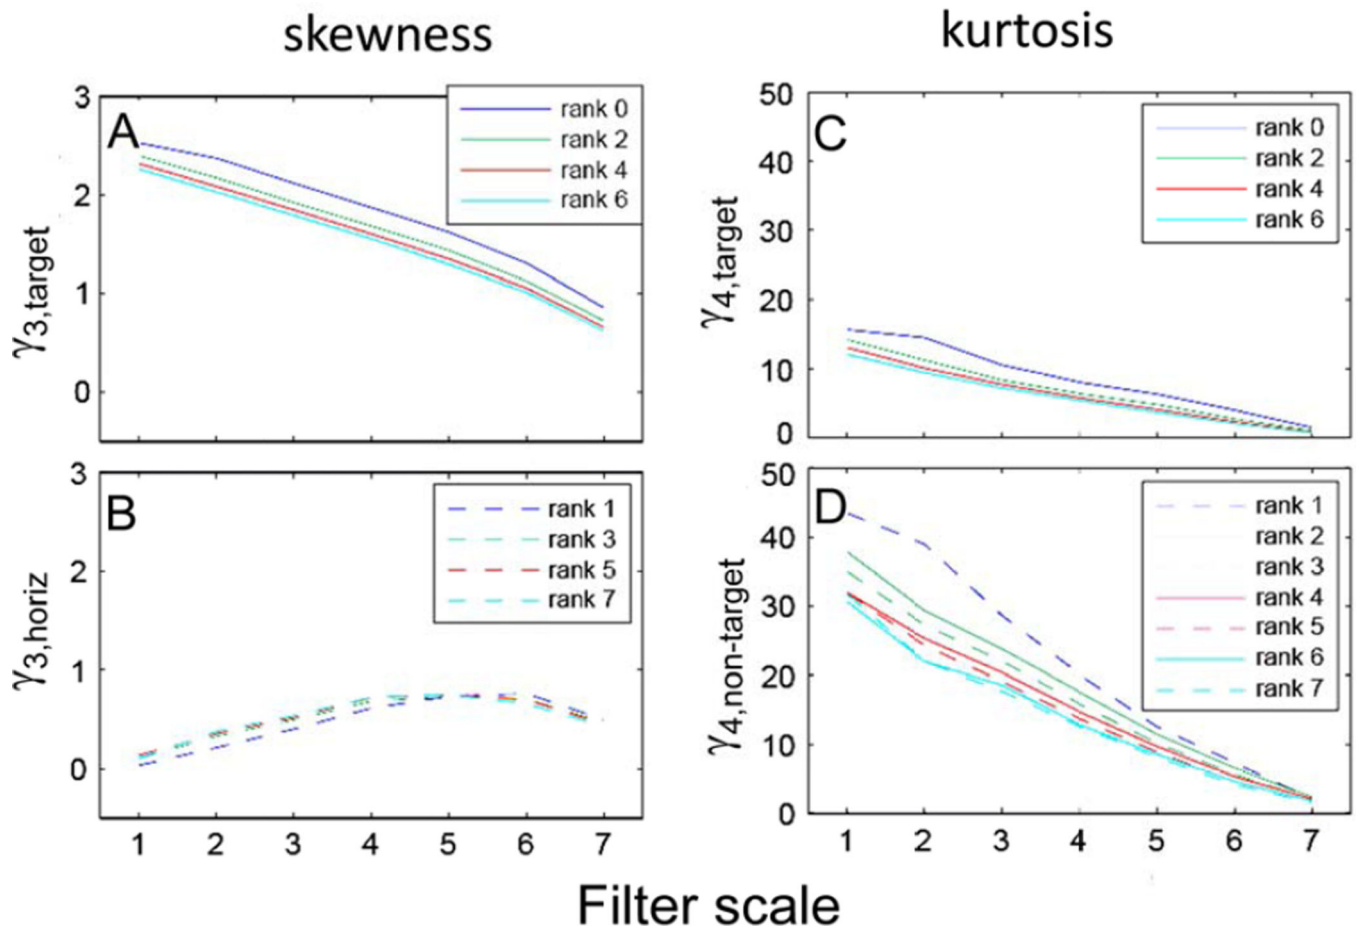 skewness
kurtosis
A
3
2
1
0
γ3,target
rank 0
rank 2
rank 4
rank 6
C
50
40
30
20
10
0
γ4,target
rank 0
rank 2
rank 4
rank 6
B
3
2
1
0
γ3,horiz
rank 1
rank 3
rank 5
rank 7
1 2 3 4 5 6 7
D
50
40
30
20
10
0
γ4,non-target
rank 1
rank 2
rank 3
rank 4
rank 5
rank 6
rank 7
1 2 3 4 5 6 7
Filter scale